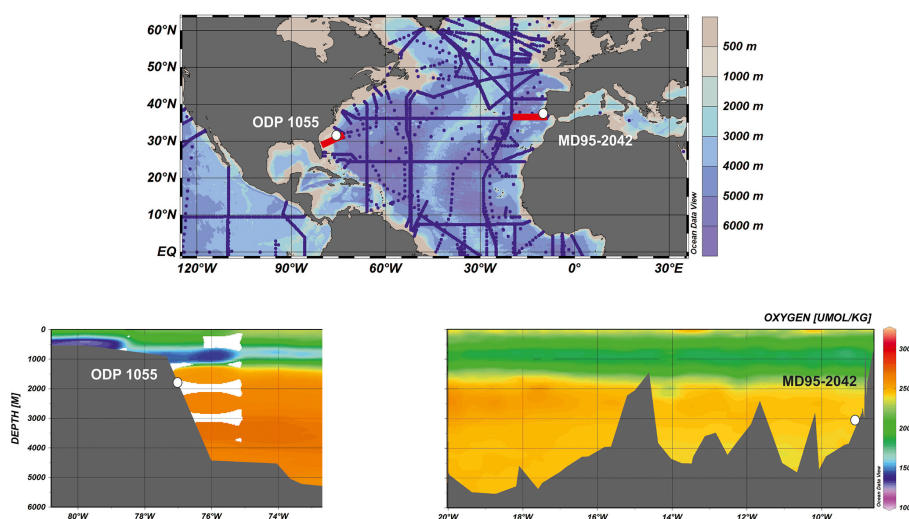 60°N
50°N
40°N
30°N
20°N
10°N
EQ
120°W 90°W 60°W 30°W 0°E 30°E
ODP 1055
MD95-2042
Ocean Data View
500 m
1000 m
2000 m
3000 m
4000 m
5000 m
6000 m
OXYGEN [UMOL/KG]
DEPTH [M]
0
1000
2000
3000
4000
5000
6000
80°W 78°W 76°W 74°W
ODP 1055
MD95-2042
20°W 18°W 16°W 14°W 12°W 10°W
300
250
200
150
100
Ocean Data View